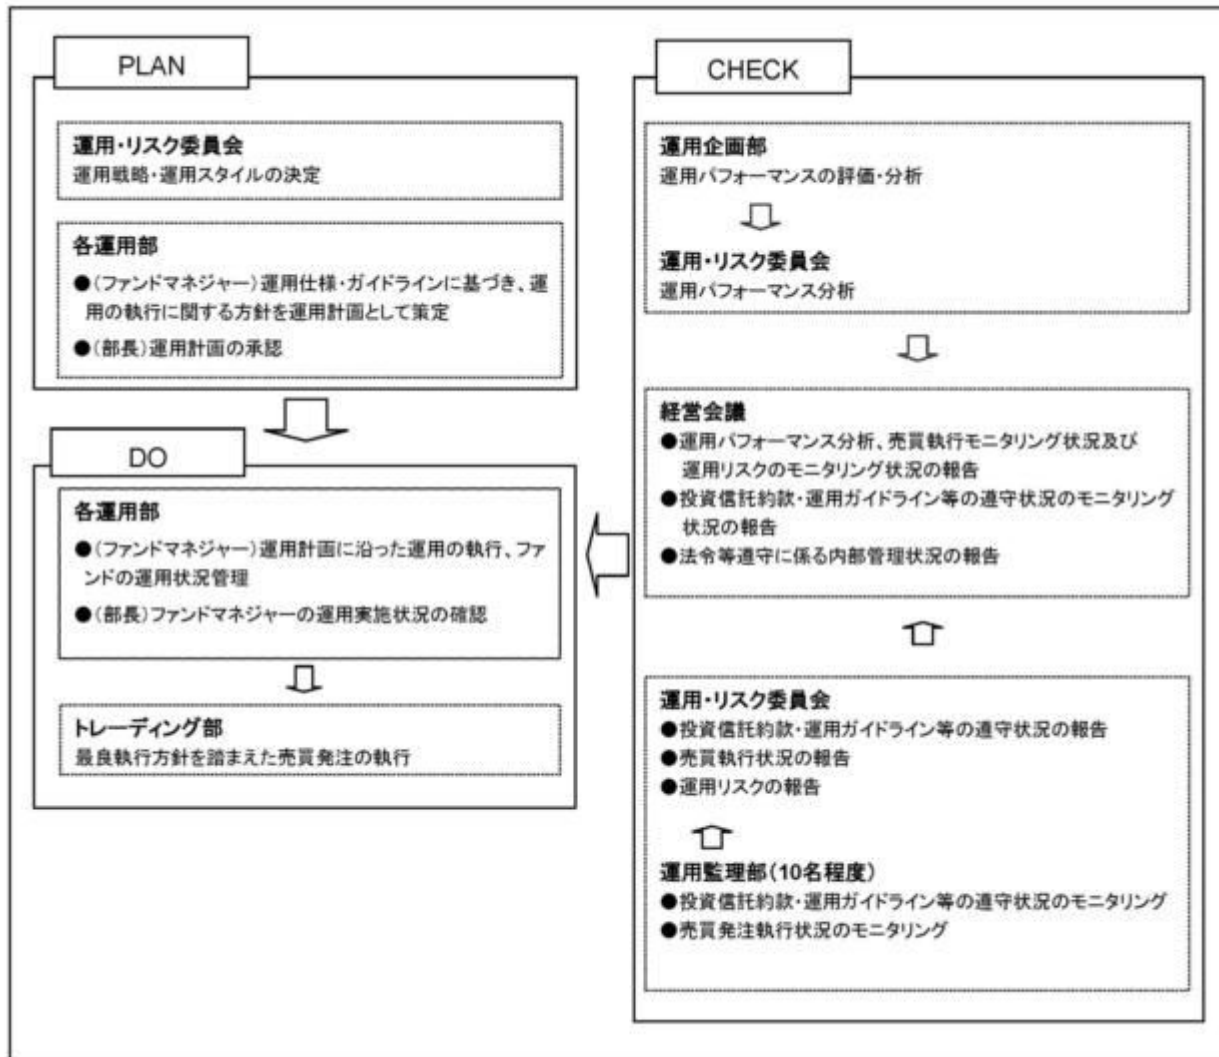 PLAN
運用・リスク委員会
運用戦略・運用スタイルの決定
各運用部
●(ファンドマネジャー)運用仕様・ガイドラインに基づき、運
用の執行に関する方針を運用計画として策定
●(部長)運用計画の承認
DO
各運用部
●(ファンドマネジャー)運用計画に沿った運用の執行、ファ
ンドの運用状況管理
●(部長)ファンドマネジャーの運用実施状況の確認
トレーディング部
最良執行方針を踏まえた売買発注の執行
CHECK
運用企画部
運用パフォーマンスの評価・分析
運用・リスク委員会
運用パフォーマンス分析
経営会議
●運用パフォーマンス分析、売買執行モニタリング状況及び
運用リスクのモニタリング状況の報告
●投資信託約款・運用ガイドライン等の遵守状況のモニタリング
状況の報告
●法令等遵守に係る内部管理状況の報告
運用・リスク委員会
●投資信託約款・運用ガイドライン等の遵守状況の報告
●売買執行状況の報告
●運用リスクの報告
運用監理部(10名程度)
●投資信託約款・運用ガイドライン等の遵守状況のモニタリング
●売買発注執行状況のモニタリング